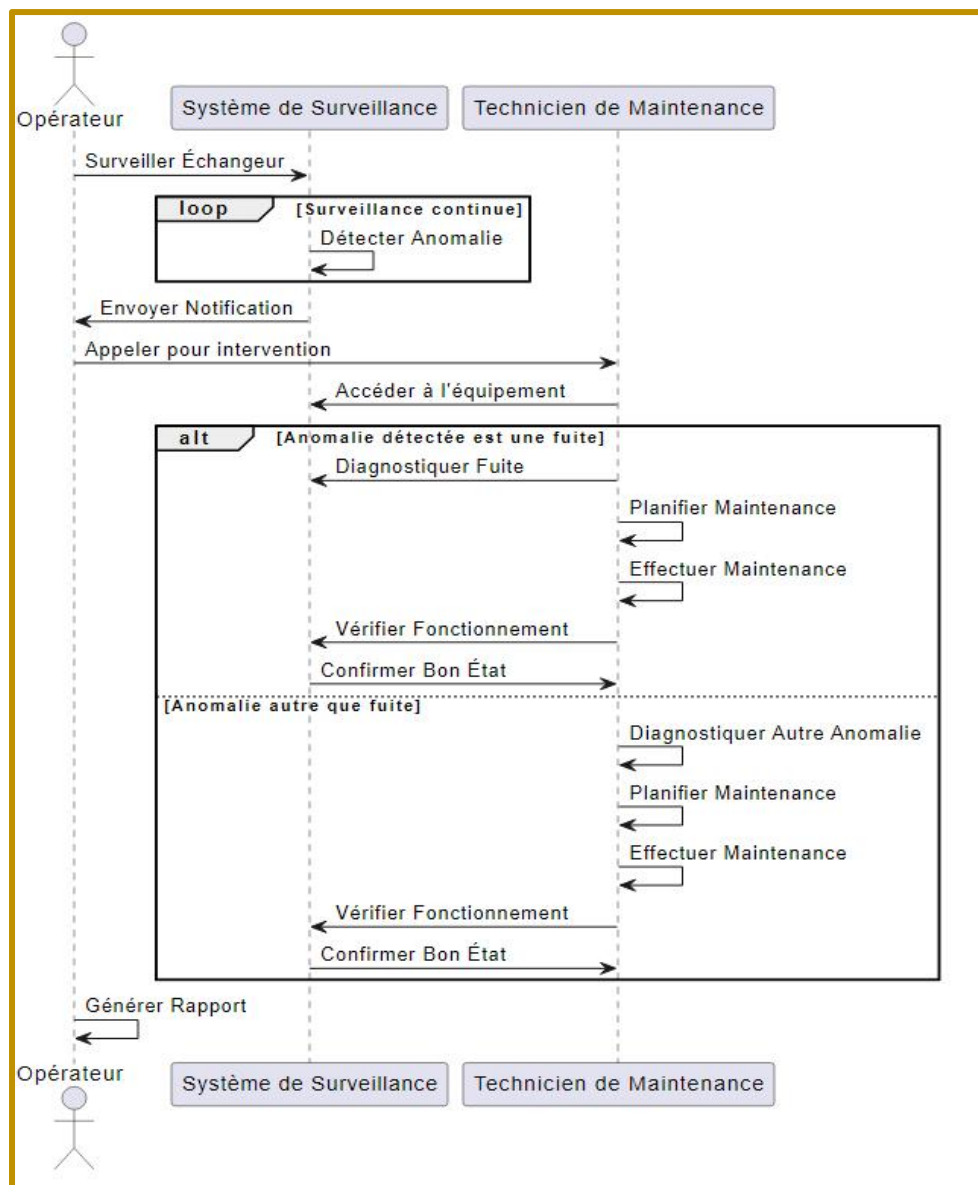 Opérateur
Système de Surveillance
Technicien de Maintenance
Surveiller Échangeur
loop
[Surveillance continue]
Détecter Anomalie
Envoyer Notification
Appeler pour intervention
Accéder à l'équipement
alt
[Anomalie détectée est une fuite]
Diagnostiquer Fuite
Planifier Maintenance
Effectuer Maintenance
Vérifier Fonctionnement
Confirmer Bon État
[Anomalie autre que fuite]
Diagnostiquer Autre Anomalie
Planifier Maintenance
Effectuer Maintenance
Vérifier Fonctionnement
Confirmer Bon État
Générer Rapport
Opérateur
Système de Surveillance
Technicien de Maintenance